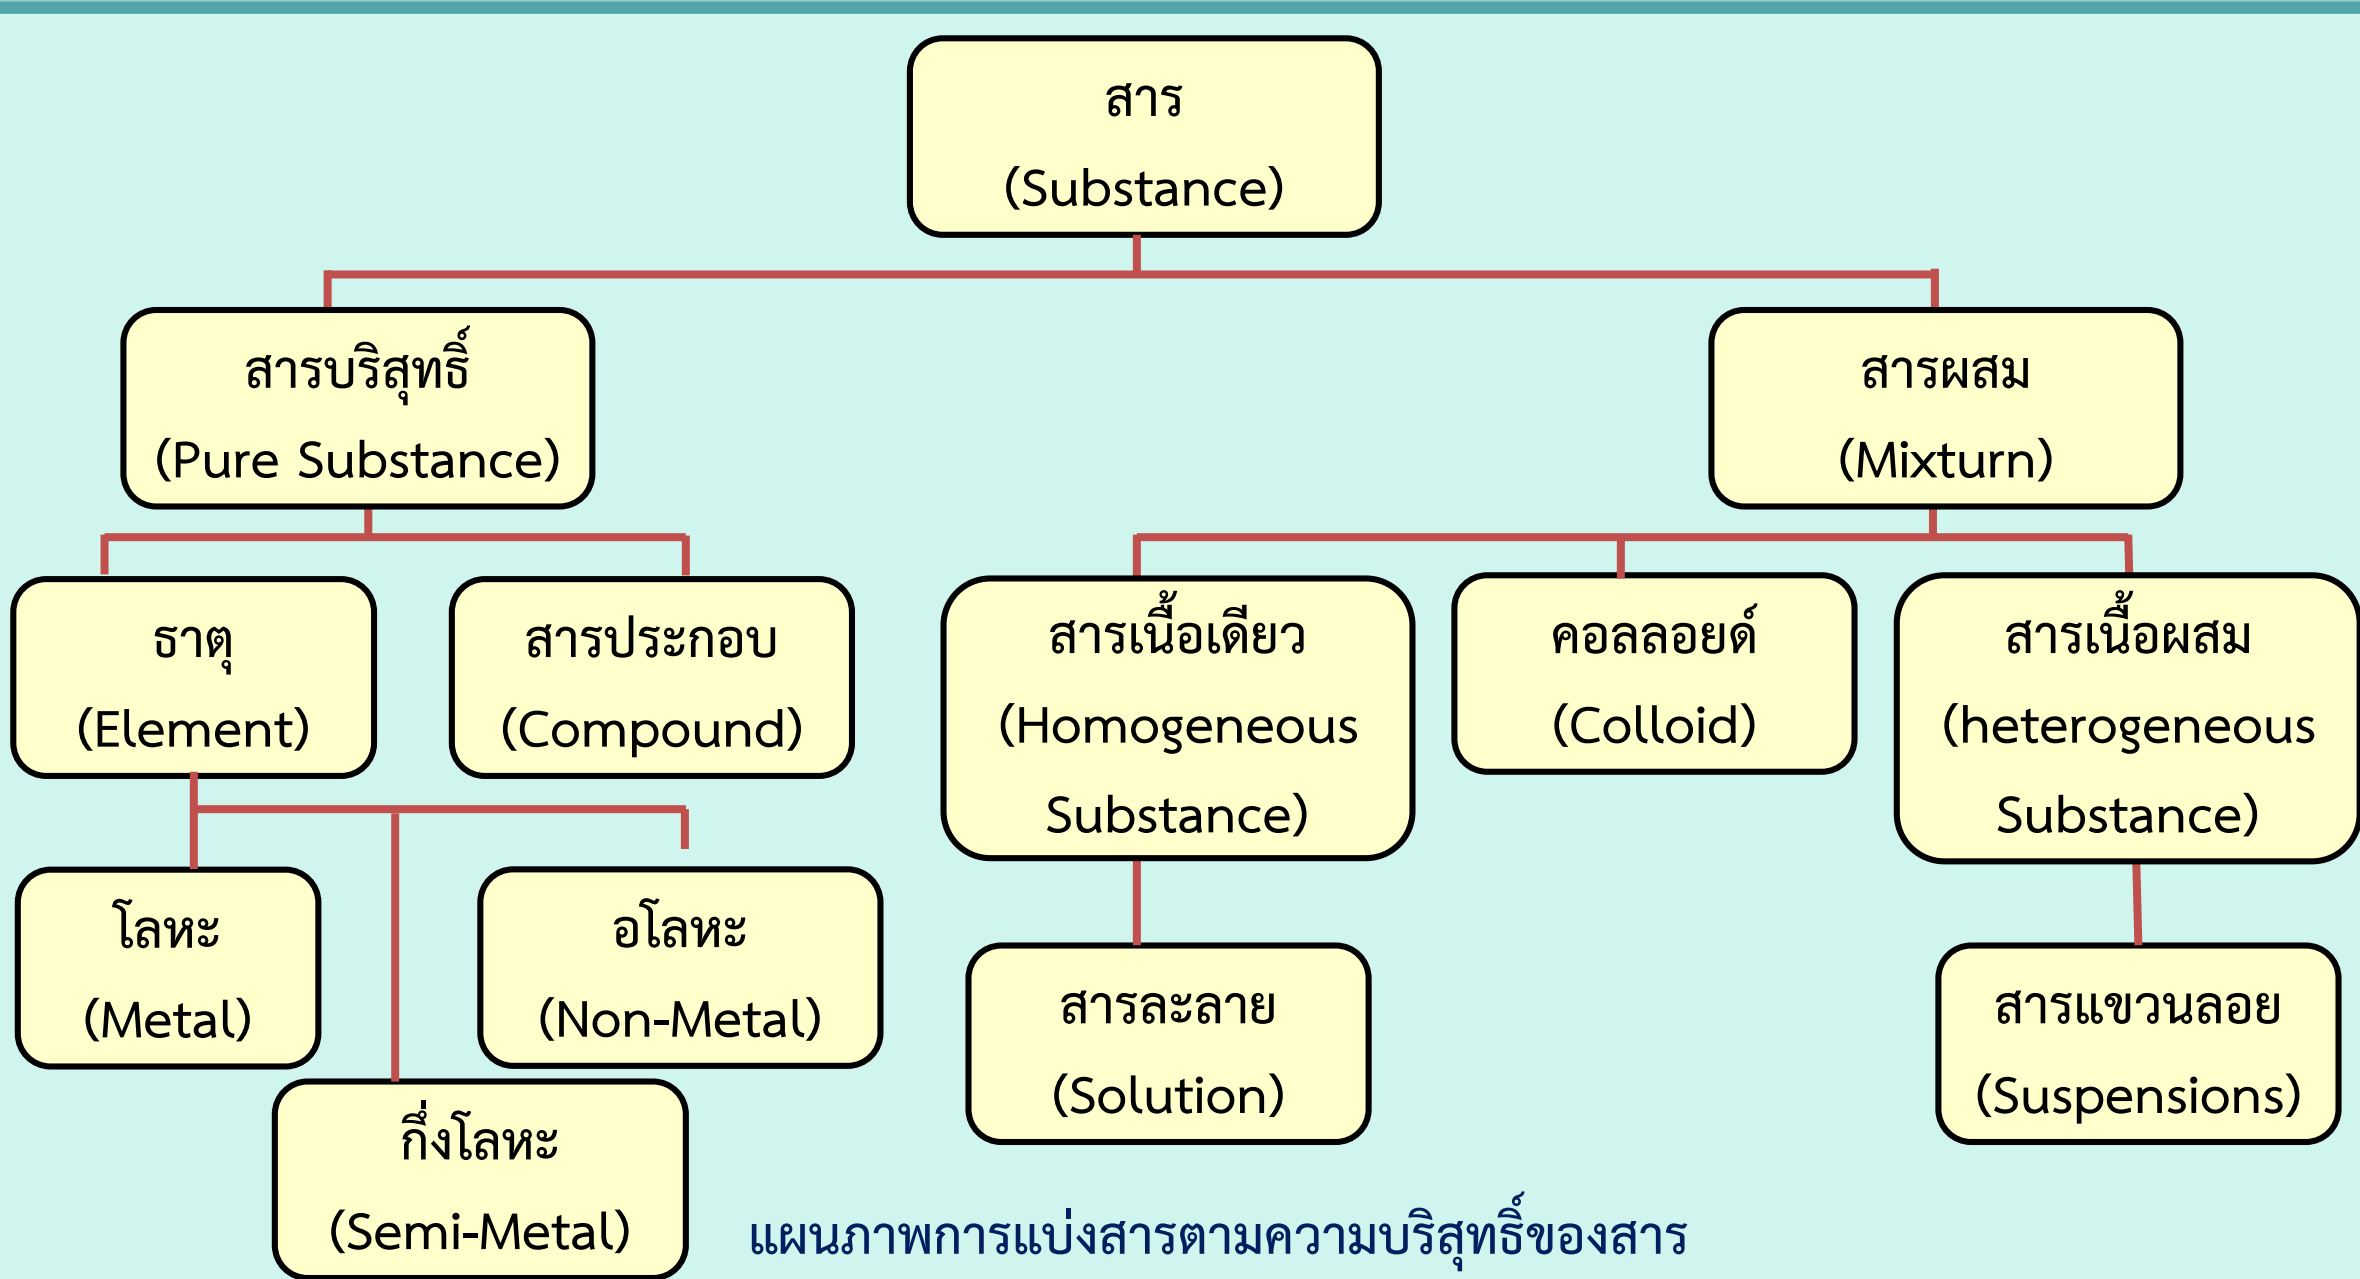 สาร
(Substance)
สารบริสุทธิ์
(Pure Substance)
สารผสม
(Mixturn)
ธาตุ
(Element)
สารประกอบ
(Compound)
สารเนื้อเดียว
(Homogeneous
Substance)
คอลลอยด์
(Colloid)
สารเนื้อผสม
(heterogeneous
Substance)
โลหะ
(Metal)
อโลหะ
(Non-Metal)
สารละลาย
(Solution)
สารแขวนลอย
(Suspensions)
กึ่งโลหะ
(Semi-Metal)
แผนภาพการแบ่งสารตามความบริสุทธิ์ของสาร